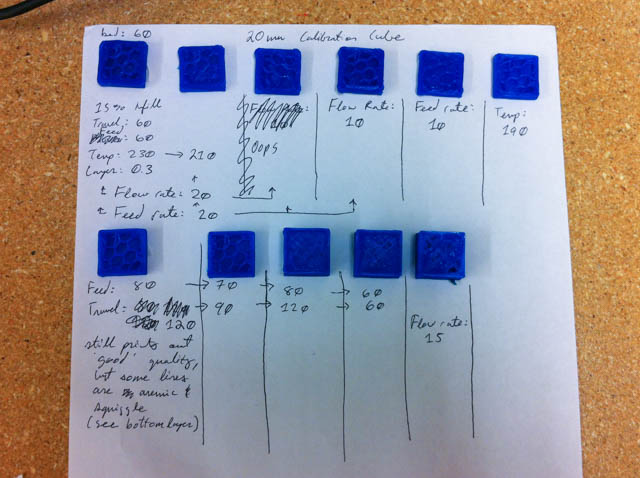 bed: 60
20mm Calibration Cube
15% Infill
Travel: 60
Feed
: 60
Temp: 230 → 210
Layer: 0.3
Flow rate: 20
Feed rate: 20
Oops
Flow Rate:
10
Feed rate:
10
Temp:
190
Feed: 80 → 70 → 80 → 60
Travel: 120 → 90 → 120 → 60
still prints out
'good' quality,
but some lines
are anemic &
squiggle
(see bottom layer)
Flow rate:
15